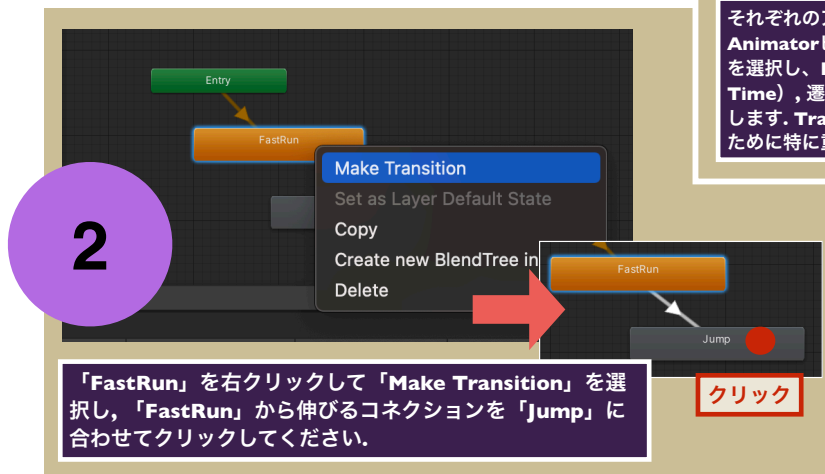 それぞれの
Animator
を選択し、
Time）, 遷
します. Tra
ために特に
Entry
FastRun
Make Transition
Set as Layer Default State
Copy
Create new BlendTree in
Delete
2
FastRun
Jump
クリック
「FastRun」を右クリックして「Make Transition」を選
択し, 「FastRun」から伸びるコネクションを「Jump」に
合わせてクリックしてください.